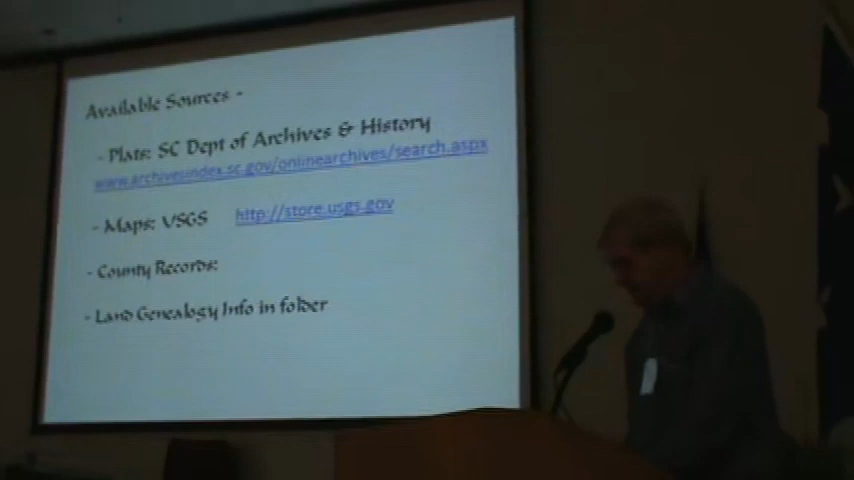 Available Sources -
- Plats: SC Dept of Archives & History
www.archivesindex.sc.gov/onlinearchives/search.aspx
- Maps: USGS http://store.usgs.gov
- County Records:
- Land Genealogy Info in folder